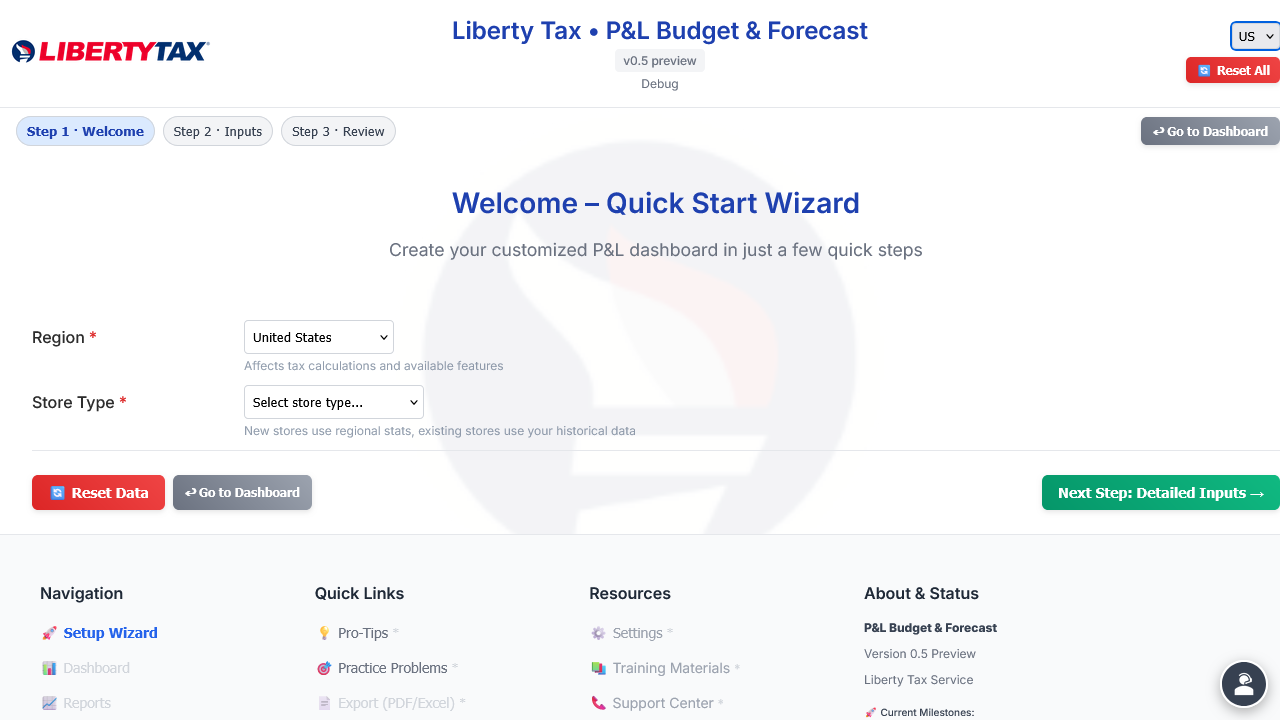 LIBERTYTAX
Liberty Tax • P&L Budget & Forecast
v0.5 preview
Debug
US
Reset All
Step 1 · Welcome
Step 2 · Inputs
Step 3 · Review
↩ Go to Dashboard
Welcome – Quick Start Wizard
Create your customized P&L dashboard in just a few quick steps
Region *
United States
Affects tax calculations and available features
Store Type *
Select store type...
New stores use regional stats, existing stores use your historical data
Reset Data
↩ Go to Dashboard
Next Step: Detailed Inputs →
Navigation
Setup Wizard
Dashboard
Reports
Quick Links
Pro-Tips *
Practice Problems *
Export (PDF/Excel) *
Resources
Settings *
Training Materials *
Support Center *
About & Status
P&L Budget & Forecast
Version 0.5 Preview
Liberty Tax Service
Current Milestones: